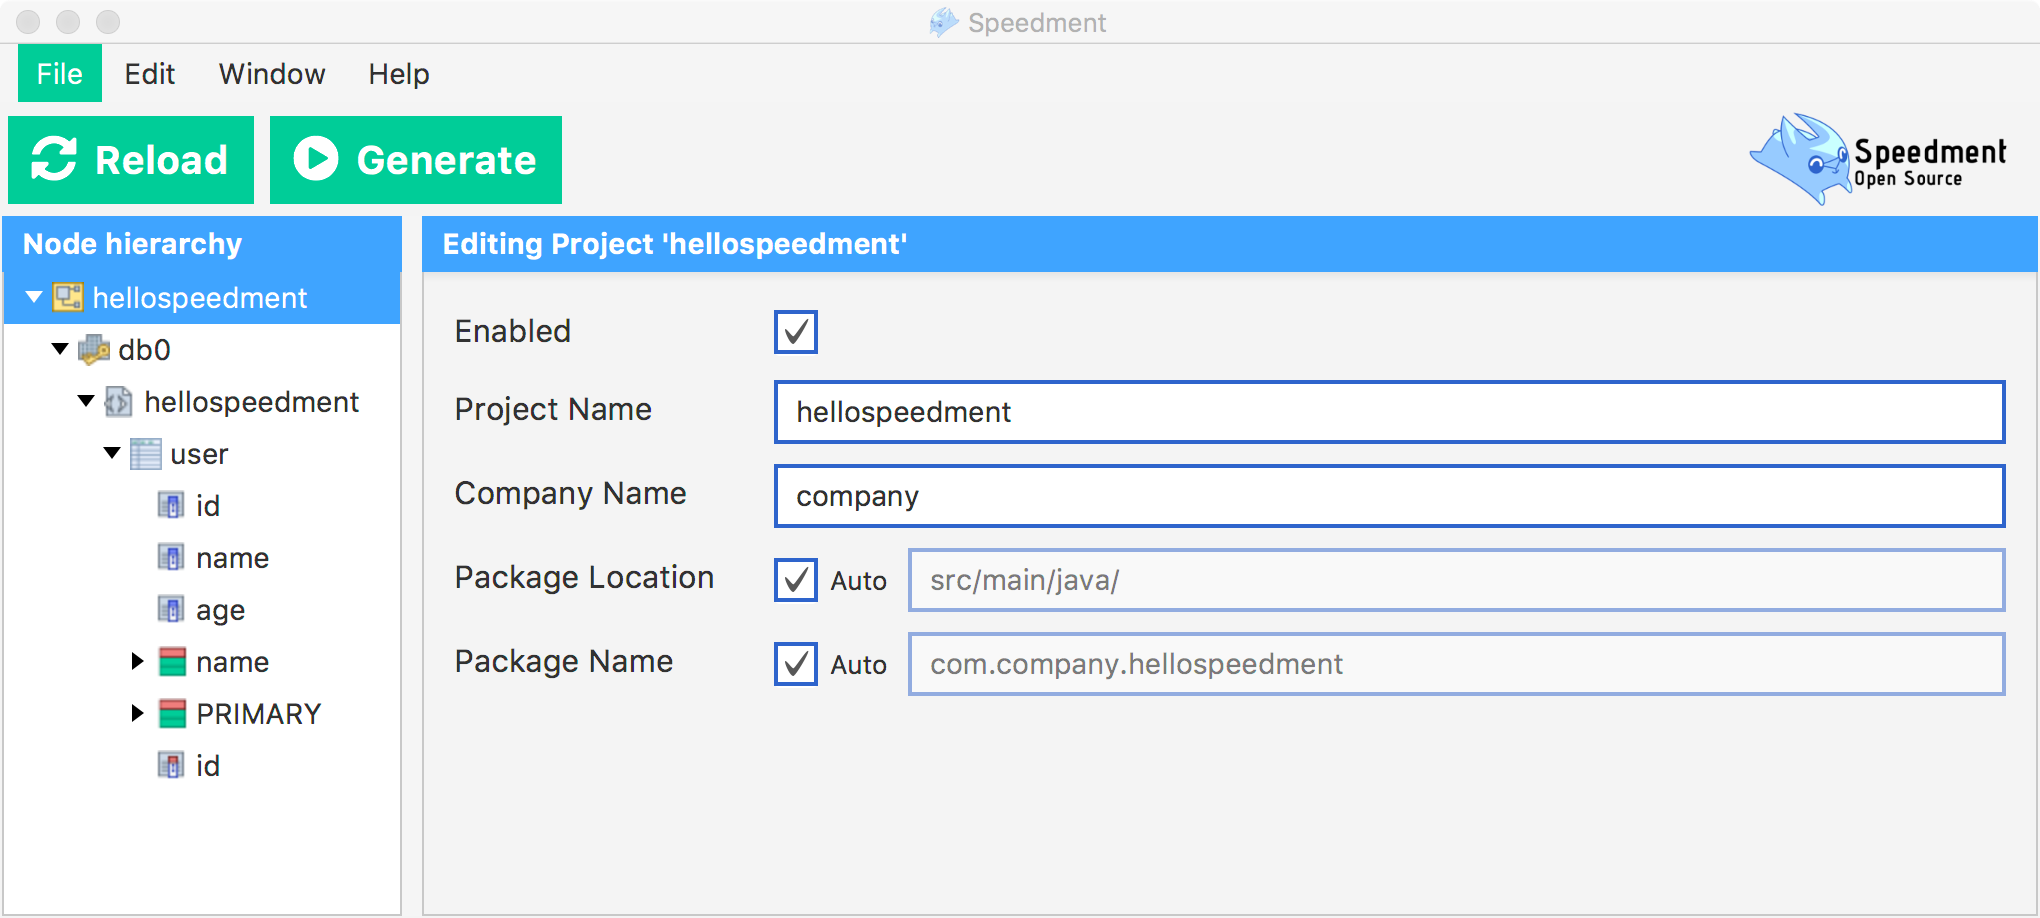 Speedment
File Edit Window Help
Reload Generate
Speedment
Open Source
Node hierarchy
hellospeedment
db0
hellospeedment
user
id
name
age
name
PRIMARY
id
Editing Project 'hellospeedment'
Enabled
Project Name hellospeedment
Company Name company
Package Location Auto src/main/java/
Package Name Auto com.company.hellospeedment